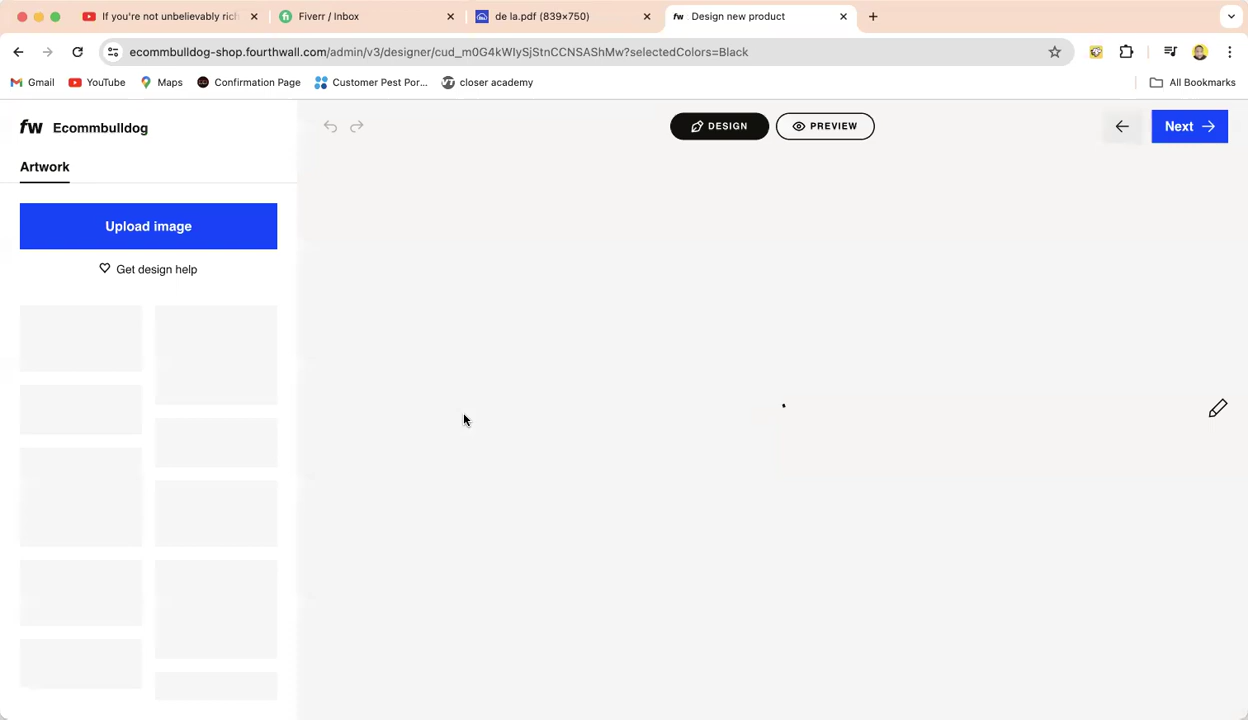 If you're not unbelievably rich
Fiverr / Inbox
de la.pdf (839×750)
fw Design new product
ecommbulldog-shop.fourthwall.com/admin/v3/designer/cud_m0G4kWIySjStnCCNSAShMw?selectedColors=Black
Gmail
YouTube
Maps
Confirmation Page
Customer Pest Por...
closer academy
All Bookmarks
fw Ecommbulldog
DESIGN
PREVIEW
Next
Artwork
Upload image
Get design help